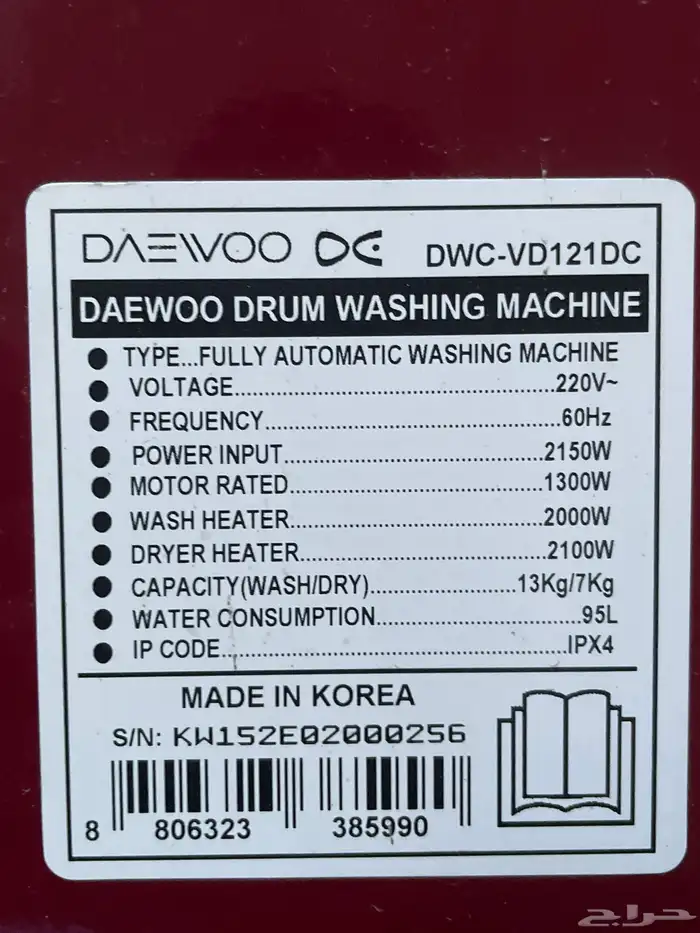 DAEWOO DE DWC-VD121DC
DAEWOO DRUM WASHING MACHINE
● TYPE...FULLY AUTOMATIC WASHING MACHINE
● VOLTAGE..........220V~
● FREQUENCY..........60Hz
● POWER INPUT..........2150W
● MOTOR RATED..........1300W
● WASH HEATER..........2000W
● DRYER HEATER..........2100W
● CAPACITY(WASH/DRY)..........13Kg/7Kg
● WATER CONSUMPTION..........95L
● IP CODE..........IPX4
MADE IN KOREA
S/N: KW152E02000256
8 806323 385990
حراج